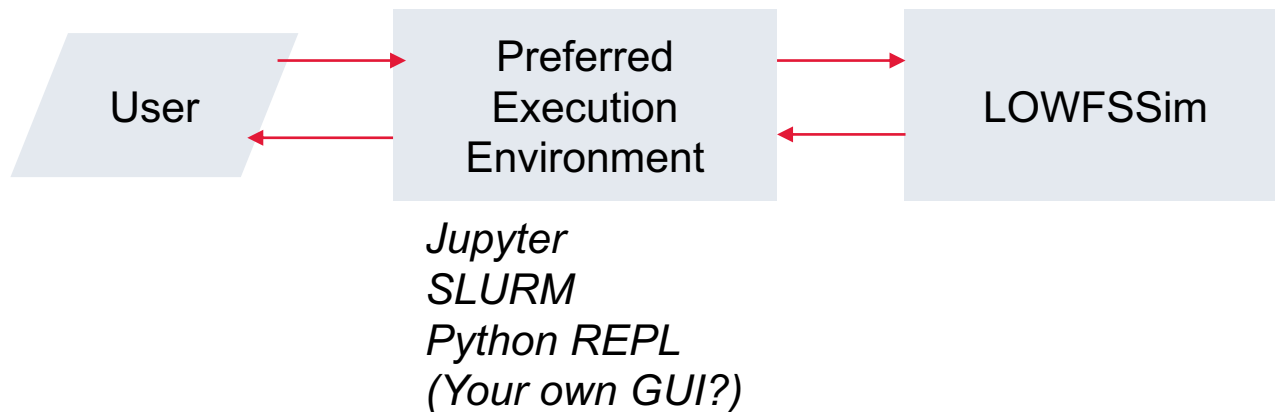 User
Preferred
Execution
Environment
LOWFSSim
Jupyter
SLURM
Python REPL
(Your own GUI?)